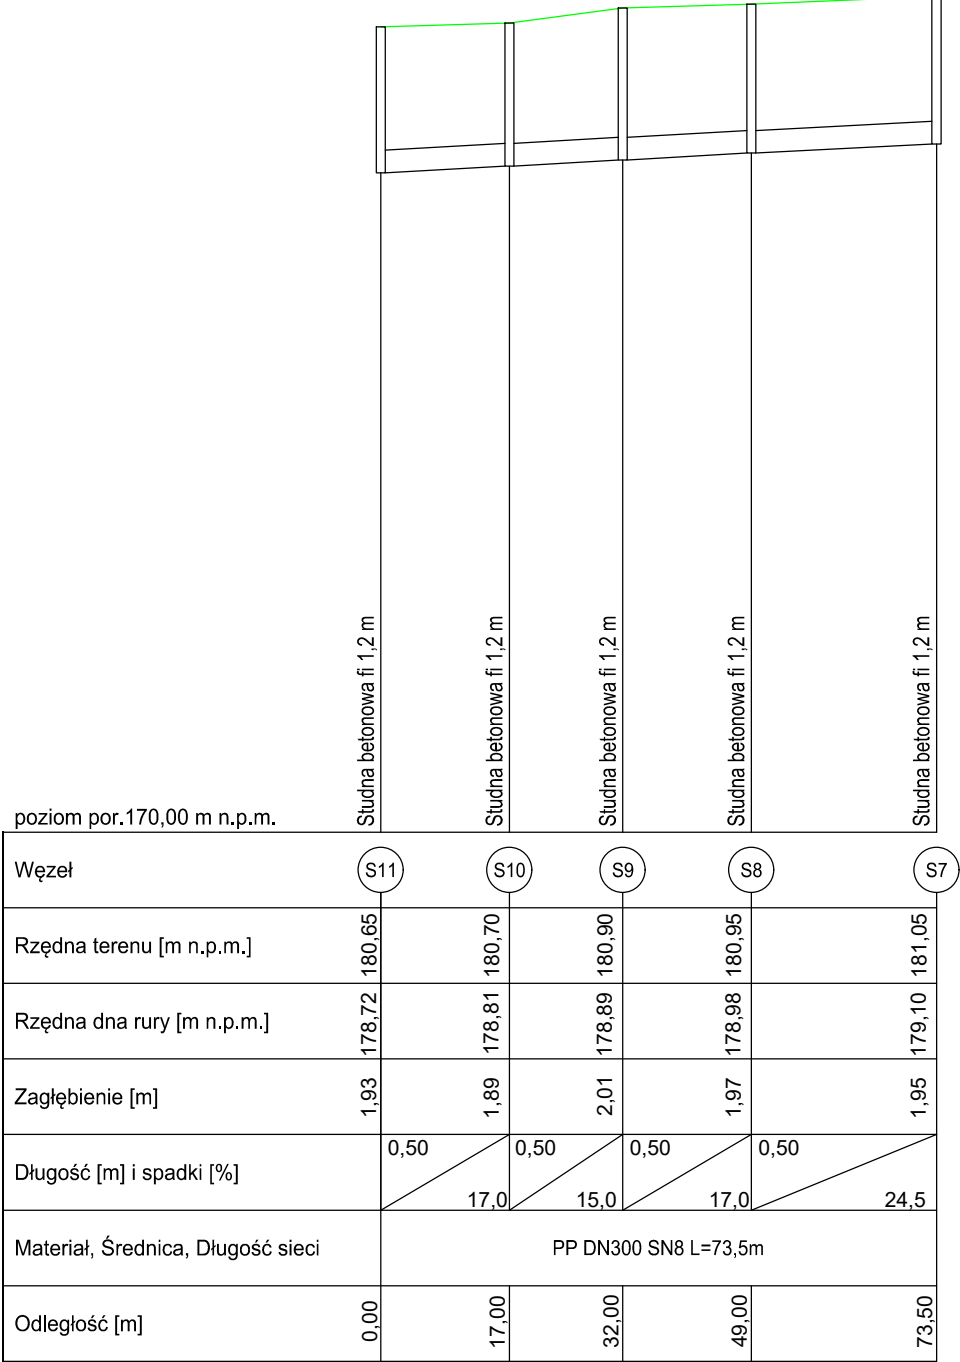 Studna betonowa fi 1,2 m
Studna betonowa fi 1,2 m
Studna betonowa fi 1,2 m
Studna betonowa fi 1,2 m
Studna betonowa fi 1,2 m
poziom por.170,00 m n.p.m.
Węzeł S11 S10 S9 S8 S7
Rzędna terenu [m n.p.m.] 180,65 180,70 180,90 180,95 181,05
Rzędna dna rury [m n.p.m.] 178,72 178,81 178,89 178,98 179,10
Zagłębienie [m] 1,93 1,89 2,01 1,97 1,95
Długość [m] i spadki [%] 0,50 17,0 0,50 15,0 0,50 17,0 0,50 24,5
Materiał, Średnica, Długość sieci PP DN300 SN8 L=73,5m
Odległość [m] 0,00 17,00 32,00 49,00 73,50